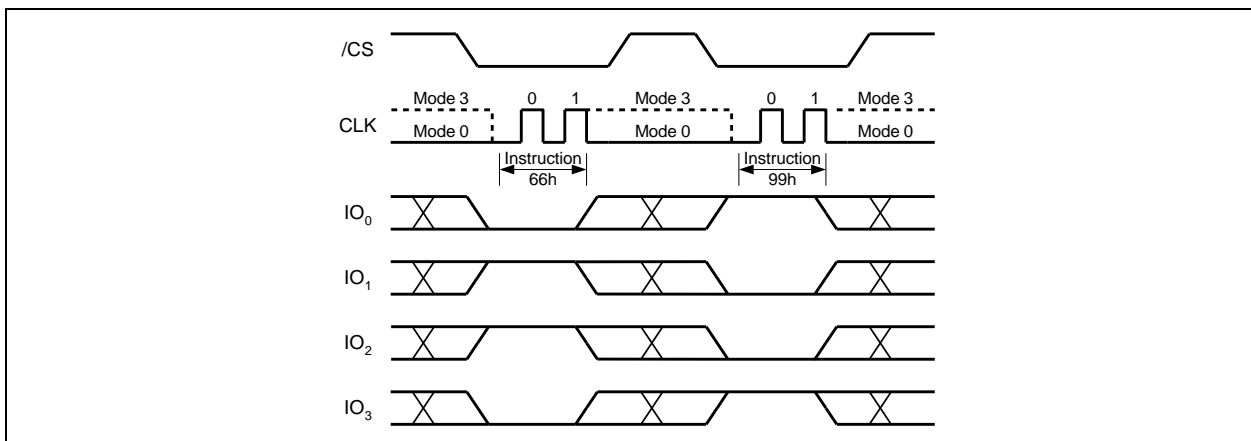 /CS
Mode 3 0 1 Mode 3 0 1 Mode 3
CLK
Mode 0 Mode 0 Mode 0
Instruction Instruction
66h 99h
IO0
IO1
IO2
IO3